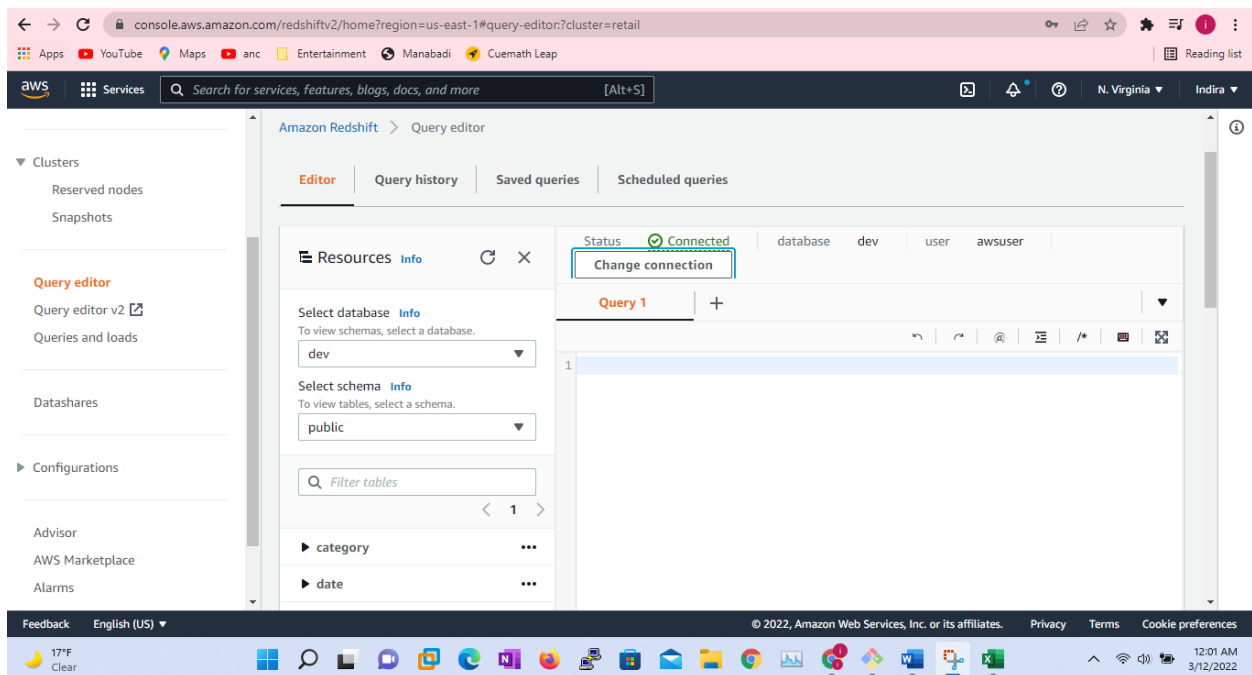 console.aws.amazon.com/redshiftv2/home?region=us-east-1#query-editor:?cluster=retail
Apps YouTube Maps anc Entertainment Manabadi Cuemath Leap Reading list
aws Services Search for services, features, blogs, docs, and more [Alt+S] N. Virginia Indira
Amazon Redshift > Query editor
Clusters
Reserved nodes
Snapshots
Query editor
Query editor v2
Queries and loads
Datashares
Configurations
Advisor
AWS Marketplace
Alarms
Editor Query history Saved queries Scheduled queries
Resources Info
Select database Info
To view schemas, select a database.
dev
Select schema Info
To view tables, select a schema.
public
Filter tables
< 1 >
category
date
Status Connected database dev user awsuser
Change connection
Query 1 +
@ /*
1
Feedback English (US) © 2022, Amazon Web Services, Inc. or its affiliates. Privacy Terms Cookie preferences
17°F
Clear
12:01 AM
3/12/2022